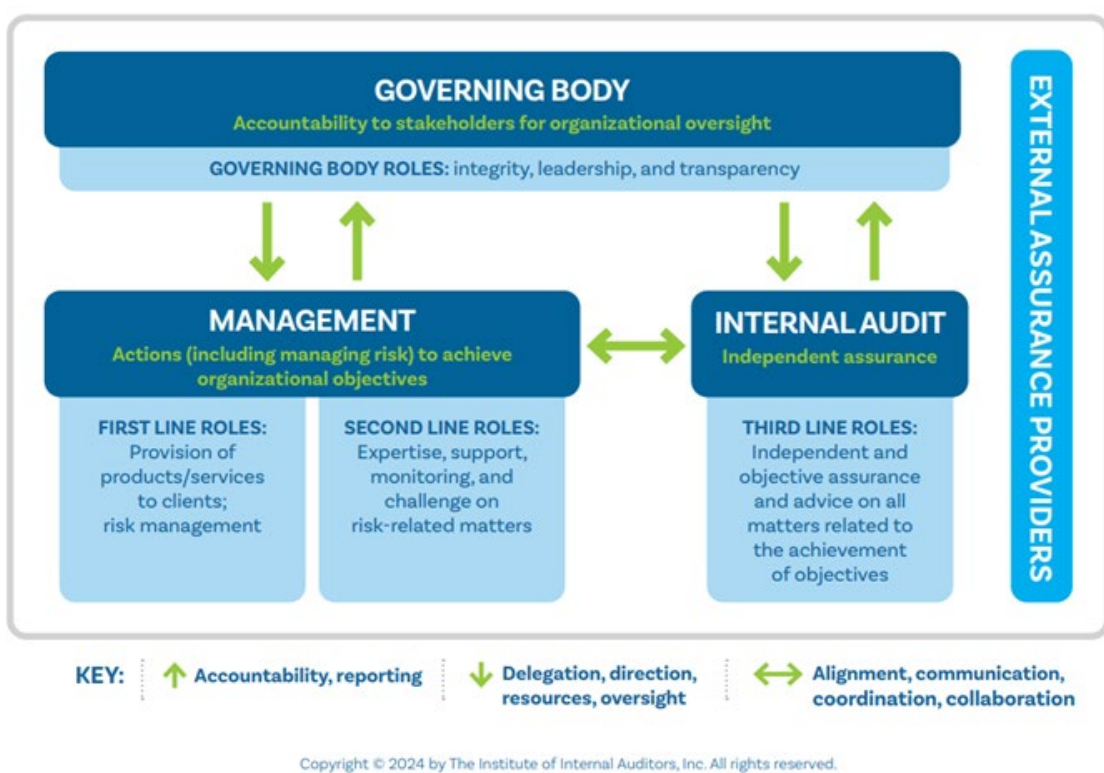 GOVERNING BODY
Accountability to stakeholders for organizational oversight
GOVERNING BODY ROLES: integrity, leadership, and transparency
MANAGEMENT
Actions (including managing risk) to achieve
organizational objectives
FIRST LINE ROLES:
Provision of
products/services
to clients;
risk management
SECOND LINE ROLES:
Expertise, support,
monitoring, and
challenge on
risk-related matters
INTERNAL AUDIT
Independent assurance
THIRD LINE ROLES:
Independent and
objective assurance
and advice on all
matters related to
the achievement
of objectives
EXTERNAL ASSURANCE PROVIDERS
KEY:
Accountability, reporting
Delegation, direction,
resources, oversight
Alignment, communication,
coordination, collaboration
Copyright © 2024 by The Institute of Internal Auditors, Inc. All rights reserved.